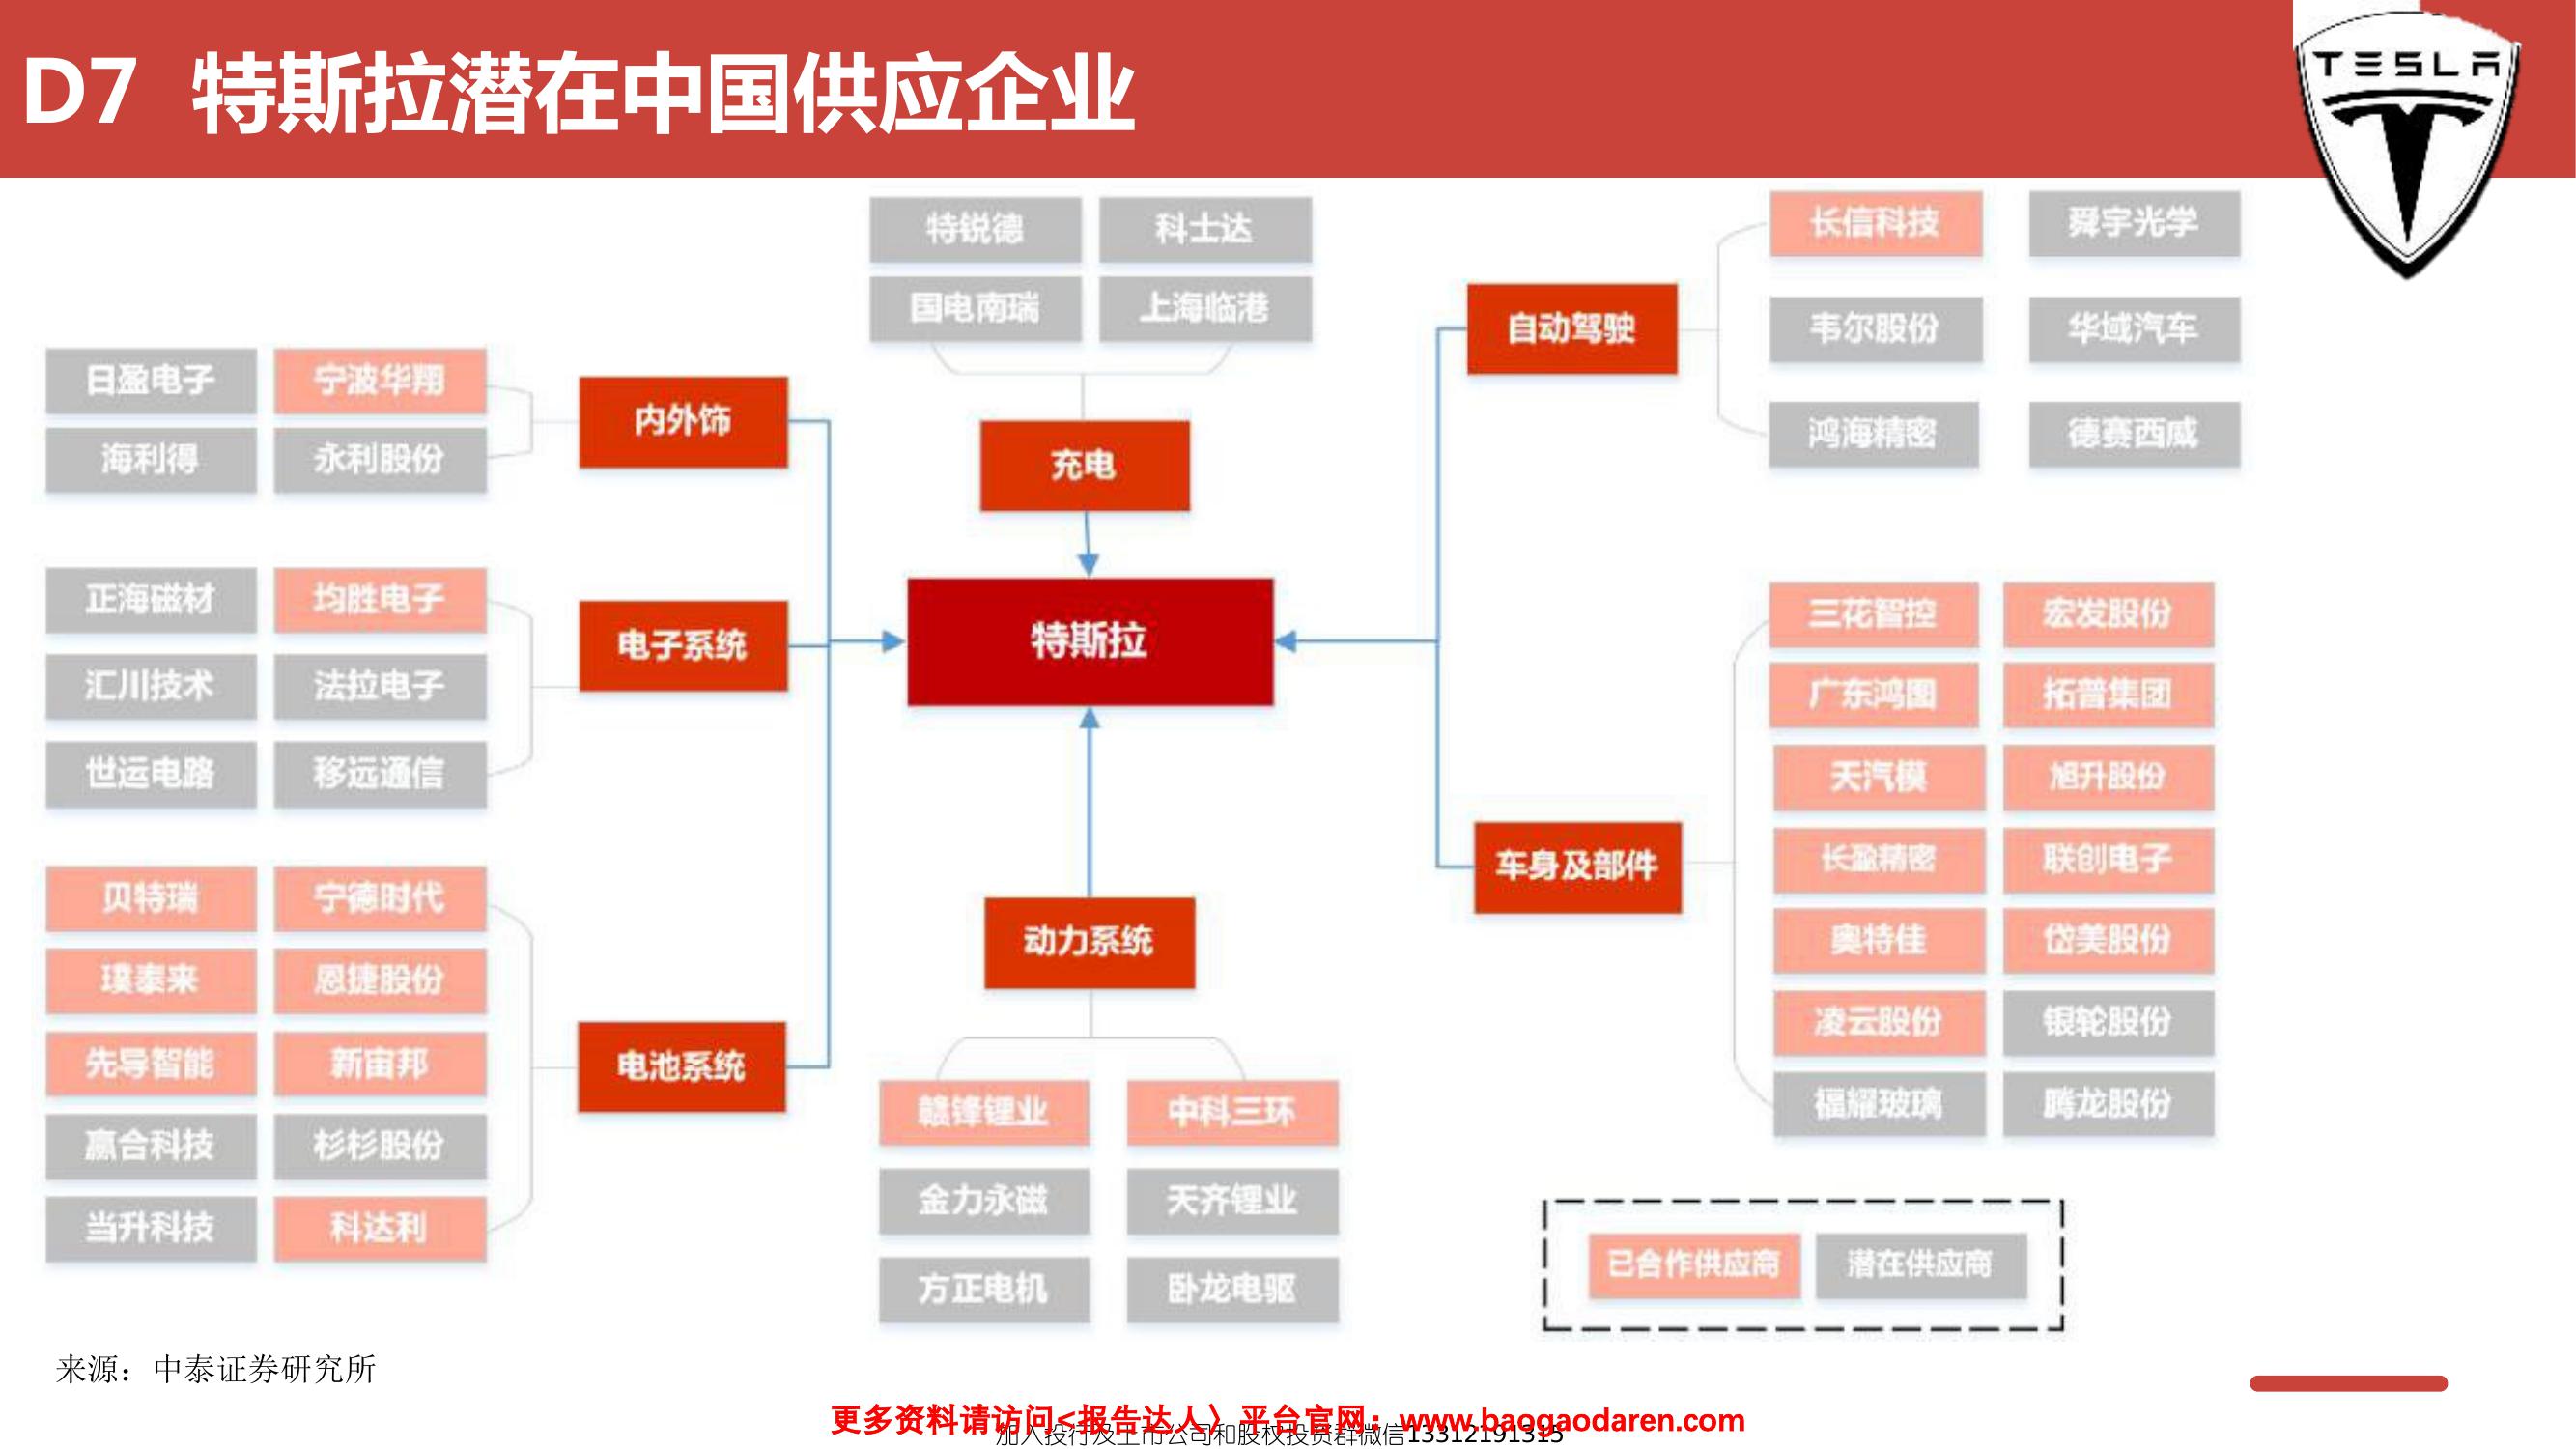 D7 特斯拉潜在中国供应企业
TESLA
特锐德 科士达
国电南瑞 上海临港
充电
日盈电子 宁波华翔
海利得 永利股份
内外饰
正海磁材 均胜电子
汇川技术 法拉电子
世运电路 移远通信
电子系统
贝特瑞 宁德时代
璞泰来 恩捷股份
先导智能 新宙邦
赢合科技 杉杉股份
当升科技 科达利
电池系统
特斯拉
动力系统
赣锋锂业 中科三环
金力永磁 天齐锂业
方正电机 卧龙电驱
自动驾驶
长信科技 舜宇光学
韦尔股份 华域汽车
鸿海精密 德赛西威
车身及部件
三花智控 宏发股份
广东鸿图 拓普集团
天汽模 旭升股份
长盈精密 联创电子
奥特佳 岱美股份
凌云股份 银轮股份
福耀玻璃 腾龙股份
已合作供应商 潜在供应商
来源：中泰证券研究所
更多资料请访问<报告达人〉平台官网：www.baogaodaren.com
加入投行及上市公司和股权投资群微信13312191315